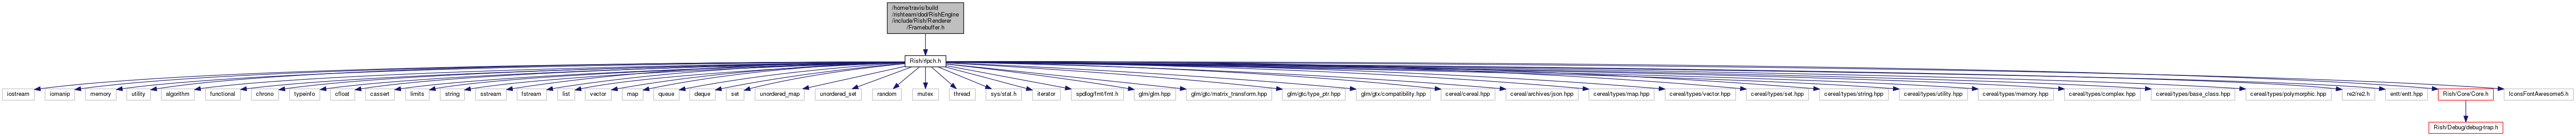 /home/travis/build
/rishteam/dod/RishEngine
/include/Rish/Renderer
/Framebuffer.h
Rish/rlpch.h
iostream
iomanip
memory
utility
algorithm
functional
chrono
typeinfo
cfloat
cassert
limits
string
sstream
fstream
list
vector
map
queue
deque
set
unordered_map
unordered_set
random
mutex
thread
sys/stat.h
iterator
spdlog/fmt/fmt.h
glm/glm.hpp
glm/gtc/matrix_transform.hpp
glm/gtc/type_ptr.hpp
glm/gtx/compatibility.hpp
cereal/cereal.hpp
cereal/archives/json.hpp
cereal/types/map.hpp
cereal/types/vector.hpp
cereal/types/set.hpp
cereal/types/string.hpp
cereal/types/utility.hpp
cereal/types/memory.hpp
cereal/types/complex.hpp
cereal/types/base_class.hpp
cereal/types/polymorphic.hpp
re2/re2.h
entt/entt.hpp
Rish/Core/Core.h
IconsFontAwesome5.h
Rish/Debug/debug-trap.h